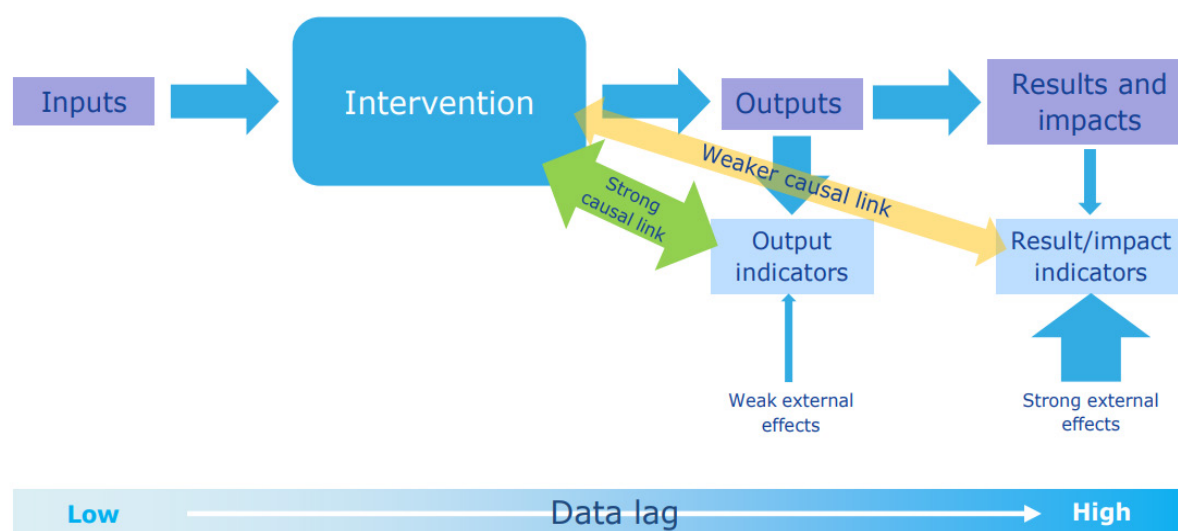 Inputs
Intervention
Outputs
Results and
impacts
Weaker causal link
Strong
causal link
Output
indicators
Result/impact
indicators
Weak external
effects
Strong external
effects
Low
Data lag
High